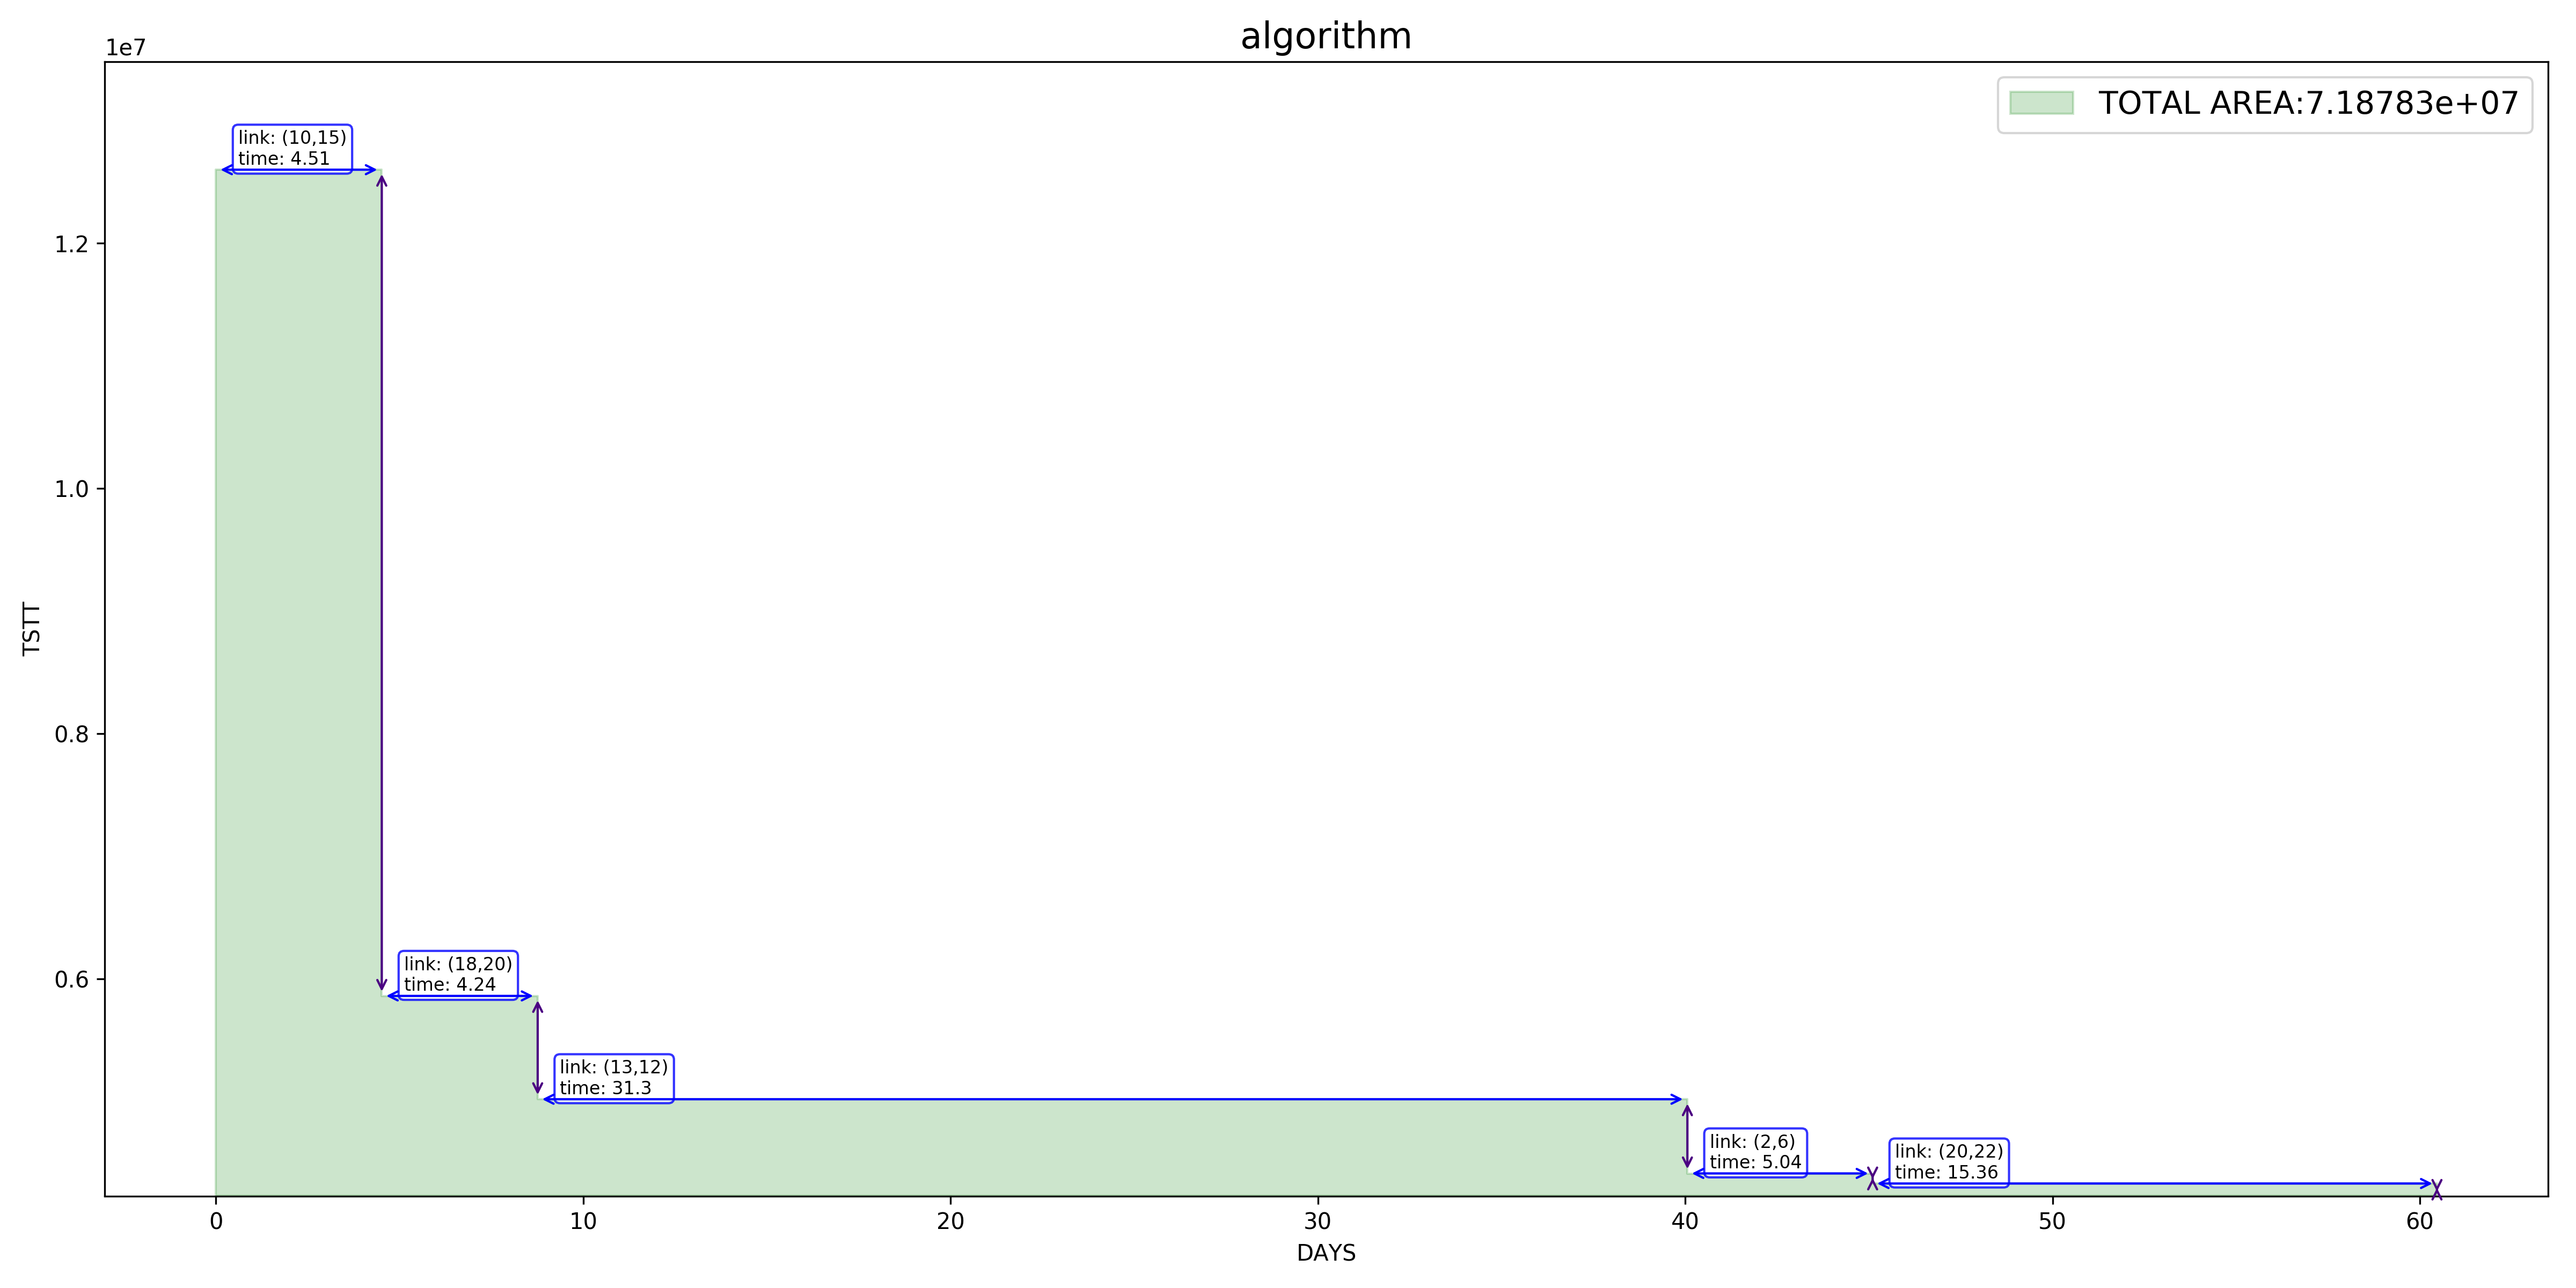 algorithm
1e7
TOTAL AREA:7.18783e+07
link: (10,15)
time: 4.51
1.2
1.0
0.8
TSTT
0.6
link: (18,20)
time: 4.24
link: (13,12)
time: 31.3
link: (2,6)
time: 5.04
link: (20,22)
time: 15.36
0 10 20 30 40 50 60
DAYS